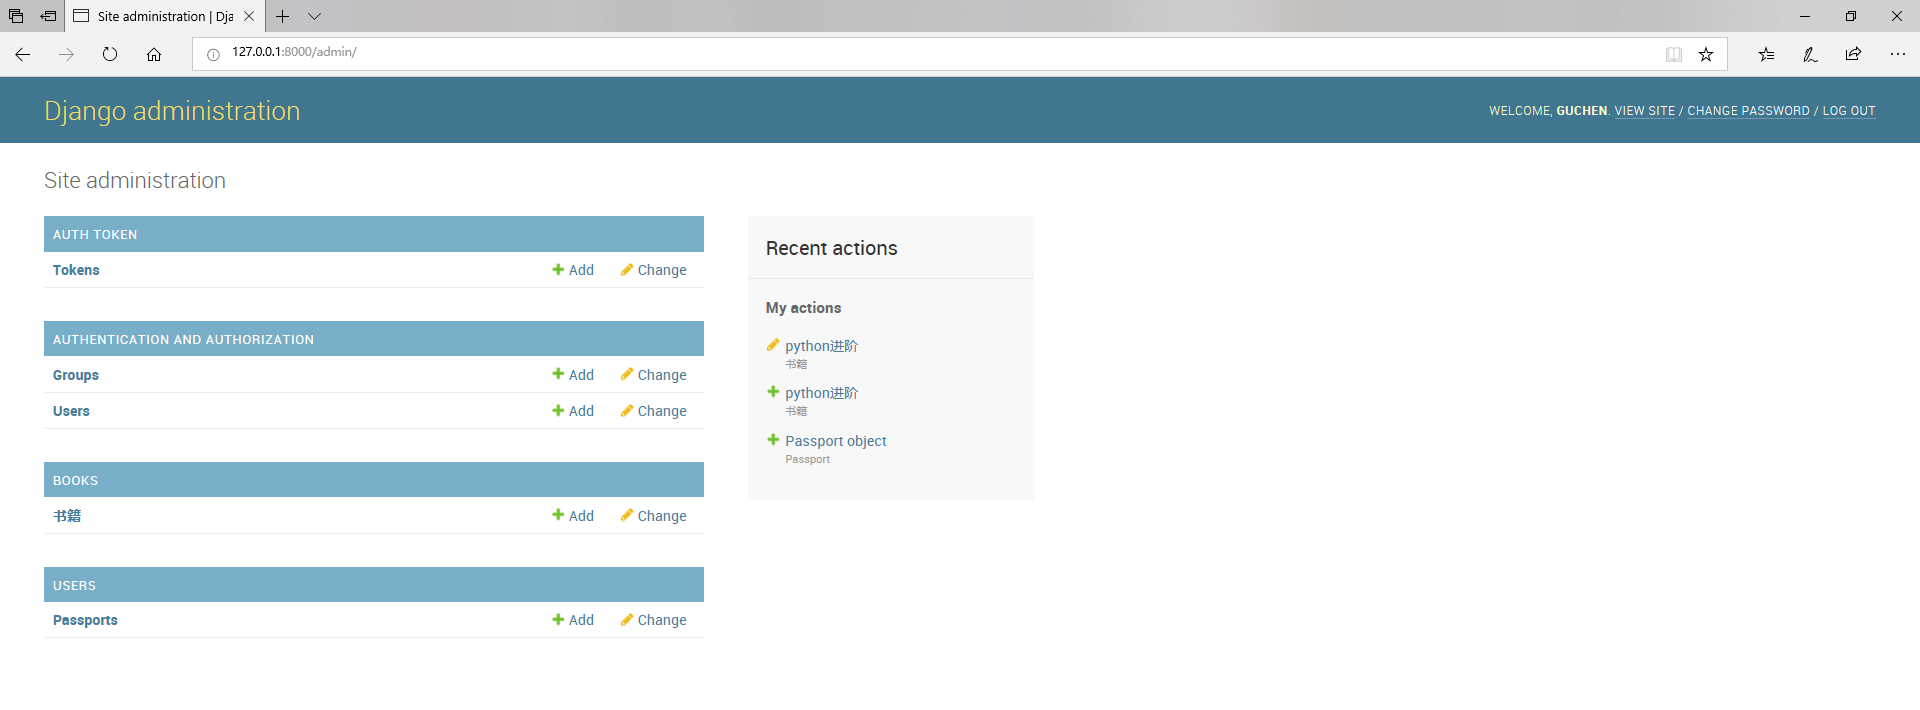 Site administration | Dja
127.0.0.1:8000/admin/
Django administration
WELCOME, GUCHEN. VIEW SITE / CHANGE PASSWORD / LOG OUT
Site administration
AUTH TOKEN
Tokens Add Change
AUTHENTICATION AND AUTHORIZATION
Groups Add Change
Users Add Change
BOOKS
书籍 Add Change
USERS
Passports Add Change
Recent actions
My actions
python进阶
书籍
python进阶
书籍
Passport object
Passport